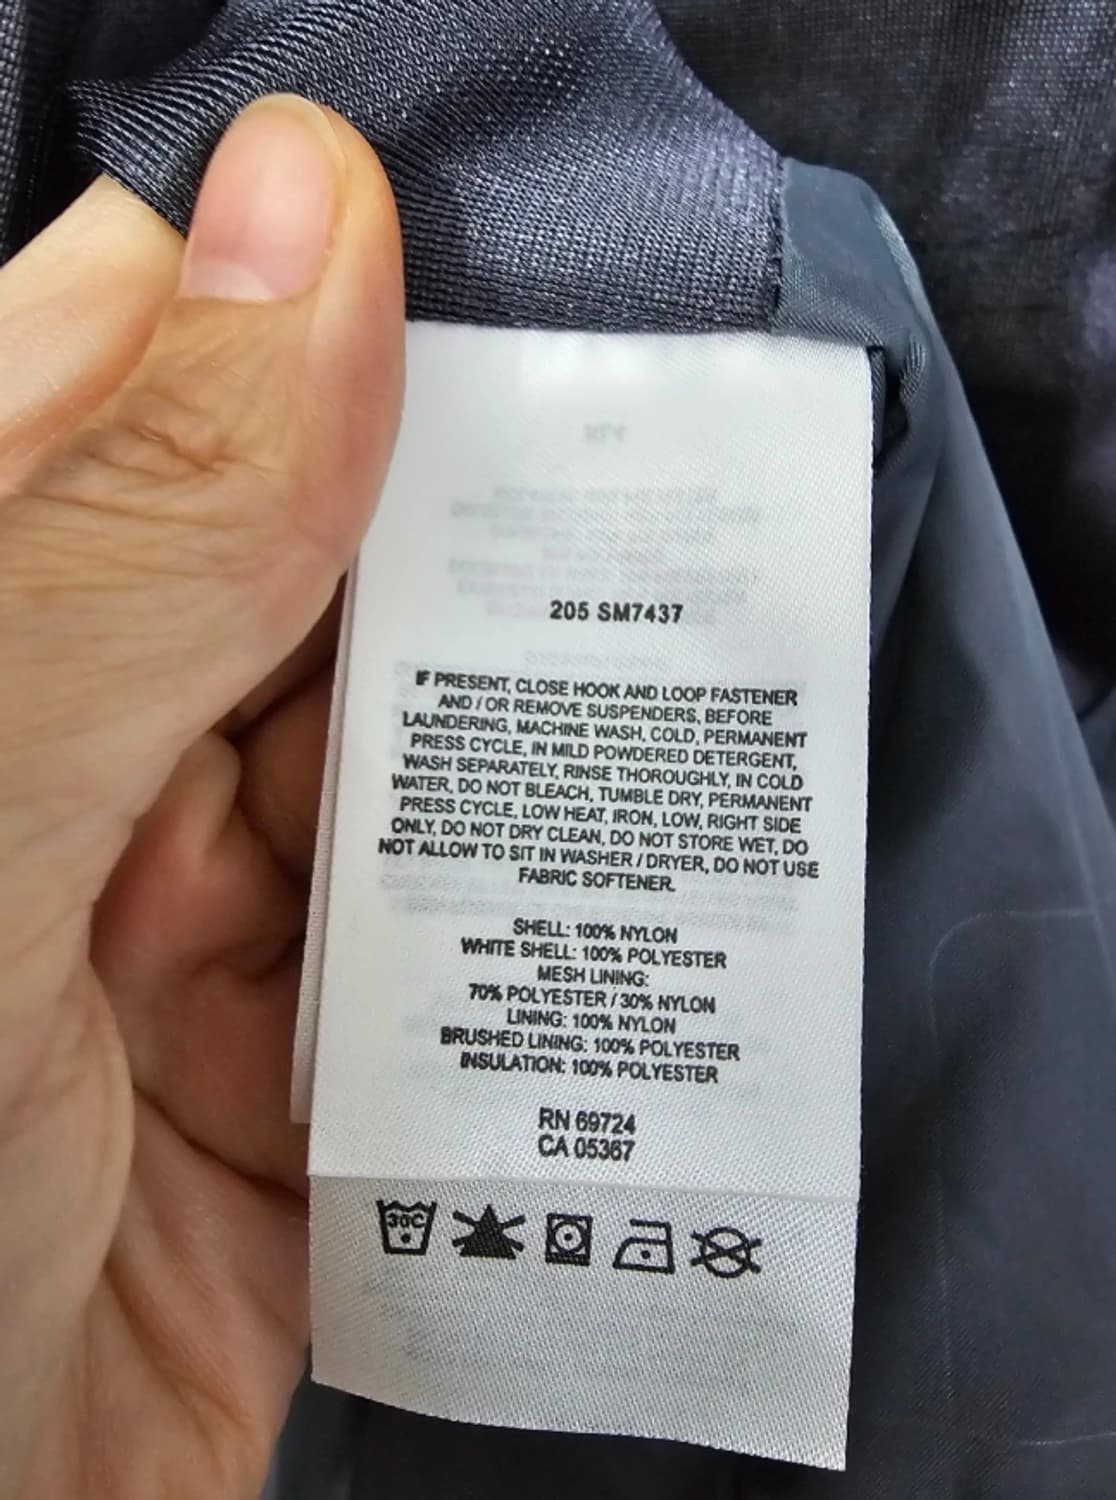 205 SM7437
IF PRESENT, CLOSE HOOK AND LOOP FASTENER
AND / OR REMOVE SUSPENDERS, BEFORE
LAUNDERING, MACHINE WASH, COLD, PERMANENT
PRESS CYCLE, IN MILD POWDERED DETERGENT,
WASH SEPARATELY, RINSE THOROUGHLY, IN COLD
WATER, DO NOT BLEACH, TUMBLE DRY, PERMANENT
PRESS CYCLE, LOW HEAT, IRON, LOW, RIGHT SIDE
ONLY, DO NOT DRY CLEAN, DO NOT STORE WET, DO
NOT ALLOW TO SIT IN WASHER / DRYER, DO NOT USE
FABRIC SOFTENER.
SHELL: 100% NYLON
WHITE SHELL: 100% POLYESTER
MESH LINING:
70% POLYESTER / 30% NYLON
LINING: 100% NYLON
BRUSHED LINING: 100% POLYESTER
INSULATION: 100% POLYESTER
RN 69724
CA 05367
30C